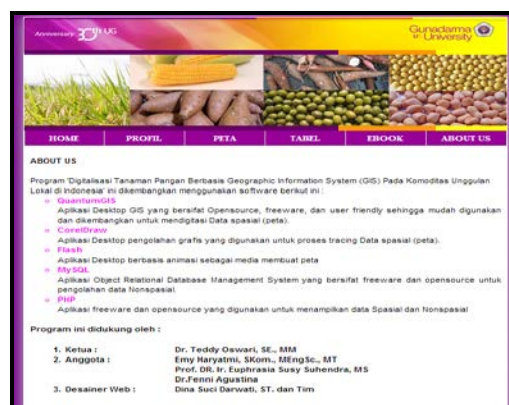 Anniversary 30th UG
Gunadarma
University
HOME PROFIL PETA TABEL EBOOK ABOUT US
ABOUT US
Program 'Digitalisasi Tanaman Pangan Berbasis Geographic Information System (GIS) Pada Komoditas Unggulan
Lokal di Indonesia' ini dikembangkan menggunakan software berikut ini :
QuantumGIS
Aplikasi Desktop GIS yang bersifat Opensource, freeware, dan user friendly sehingga mudah digunakan
dan dikembangkan untuk mendigitasi Data spasial (peta).
CorelDraw
Aplikasi Desktop pengolahan grafis yang digunakan untuk proses tracing Data spasial (peta).
Flash
Aplikasi Desktop berbasis animasi sebagai media membuat peta
MySQL
Aplikasi Object Relational Database Management System yang bersifat freeware dan opensource untuk
pengolahan data Nonspasial.
PHP
Aplikasi freeware dan opensource yang digunakan untuk menampilkan data Spasial dan Nonspasial
Program ini didukung oleh :
1. Ketua : Dr. Teddy Oswari, SE., MM
2. Anggota : Emy Haryatmi, SKom., MEngSc., MT
Prof. DR. Ir. Euphrasia Susy Suhendra, MS
Dr.Fenni Agustina
3. Desainer Web : Dina Suci Darwati, ST. dan Tim